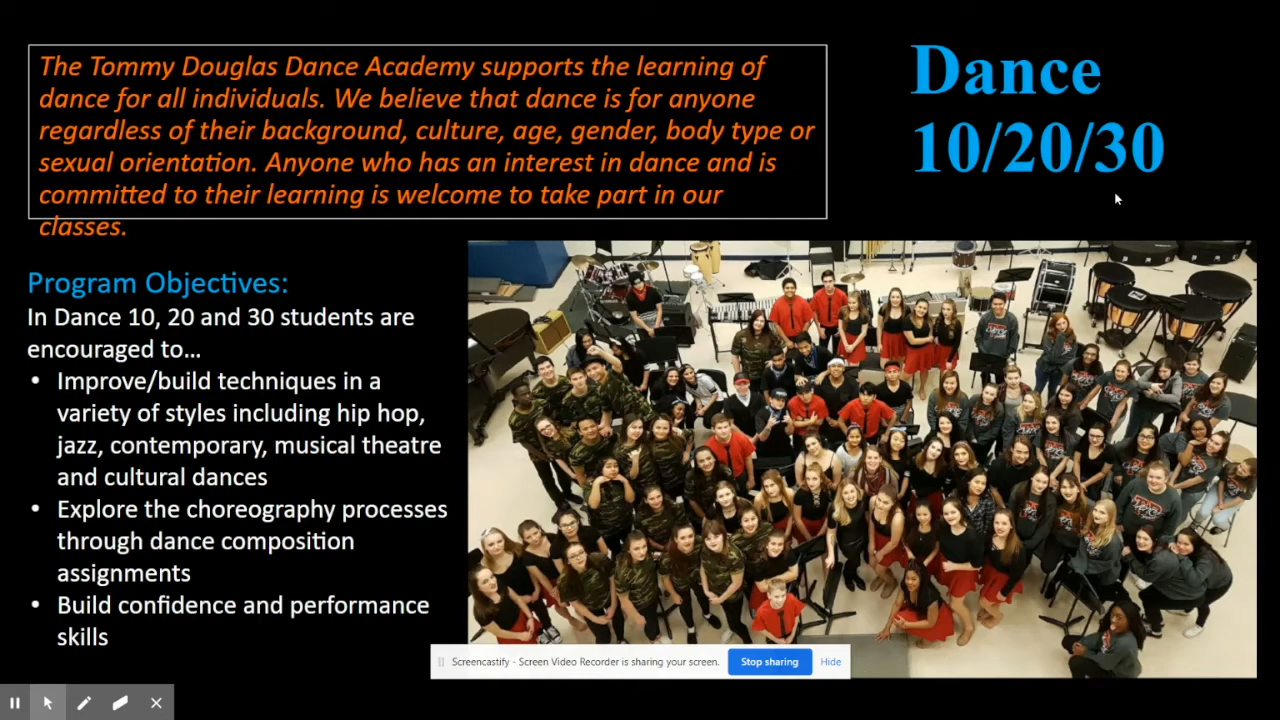 The Tommy Douglas Dance Academy supports the learning of
dance for all individuals. We believe that dance is for anyone
regardless of their background, culture, age, gender, body type or
sexual orientation. Anyone who has an interest in dance and is
committed to their learning is welcome to take part in our
classes.
Dance
10/20/30
Program Objectives:
In Dance 10, 20 and 30 students are
encouraged to…
• Improve/build techniques in a
variety of styles including hip hop,
jazz, contemporary, musical theatre
and cultural dances
• Explore the choreography processes
through dance composition
assignments
• Build confidence and performance
skills
Screencastify - Screen Video Recorder is sharing your screen. Stop sharing Hide